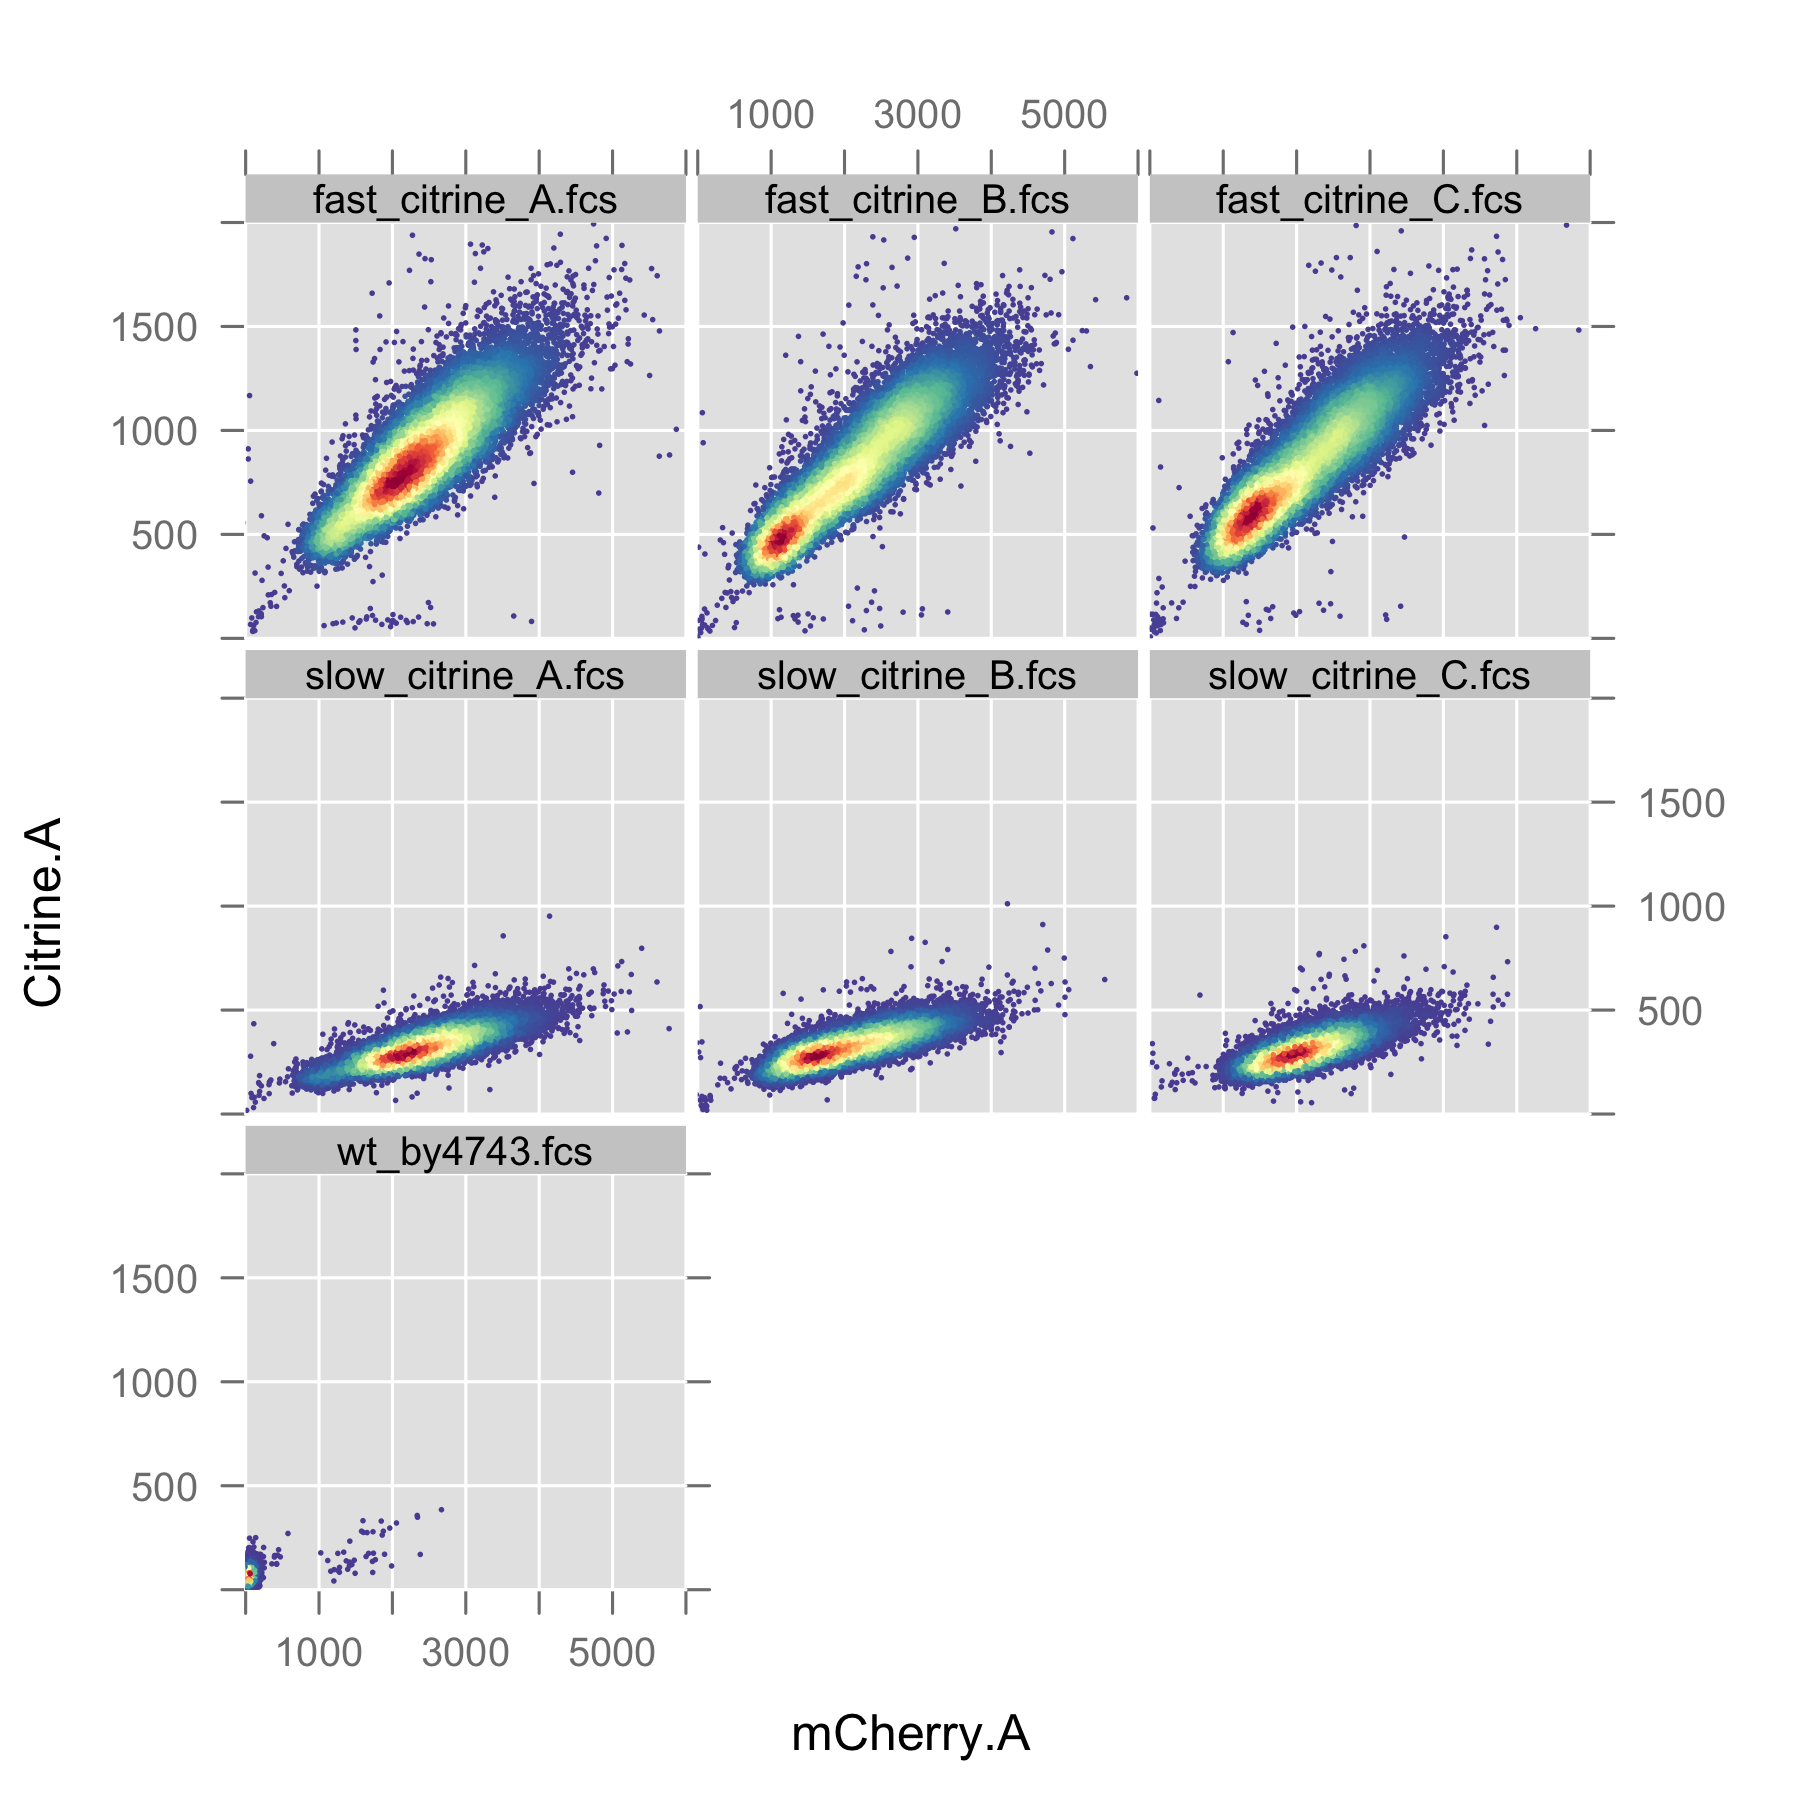 1000 3000 5000
fast_citrine_A.fcs fast_citrine_B.fcs fast_citrine_C.fcs
1500
1000
500
slow_citrine_A.fcs slow_citrine_B.fcs slow_citrine_C.fcs
1500
1000
500
Citrine.A
wt_by4743.fcs
1500
1000
500
1000 3000 5000
mCherry.A